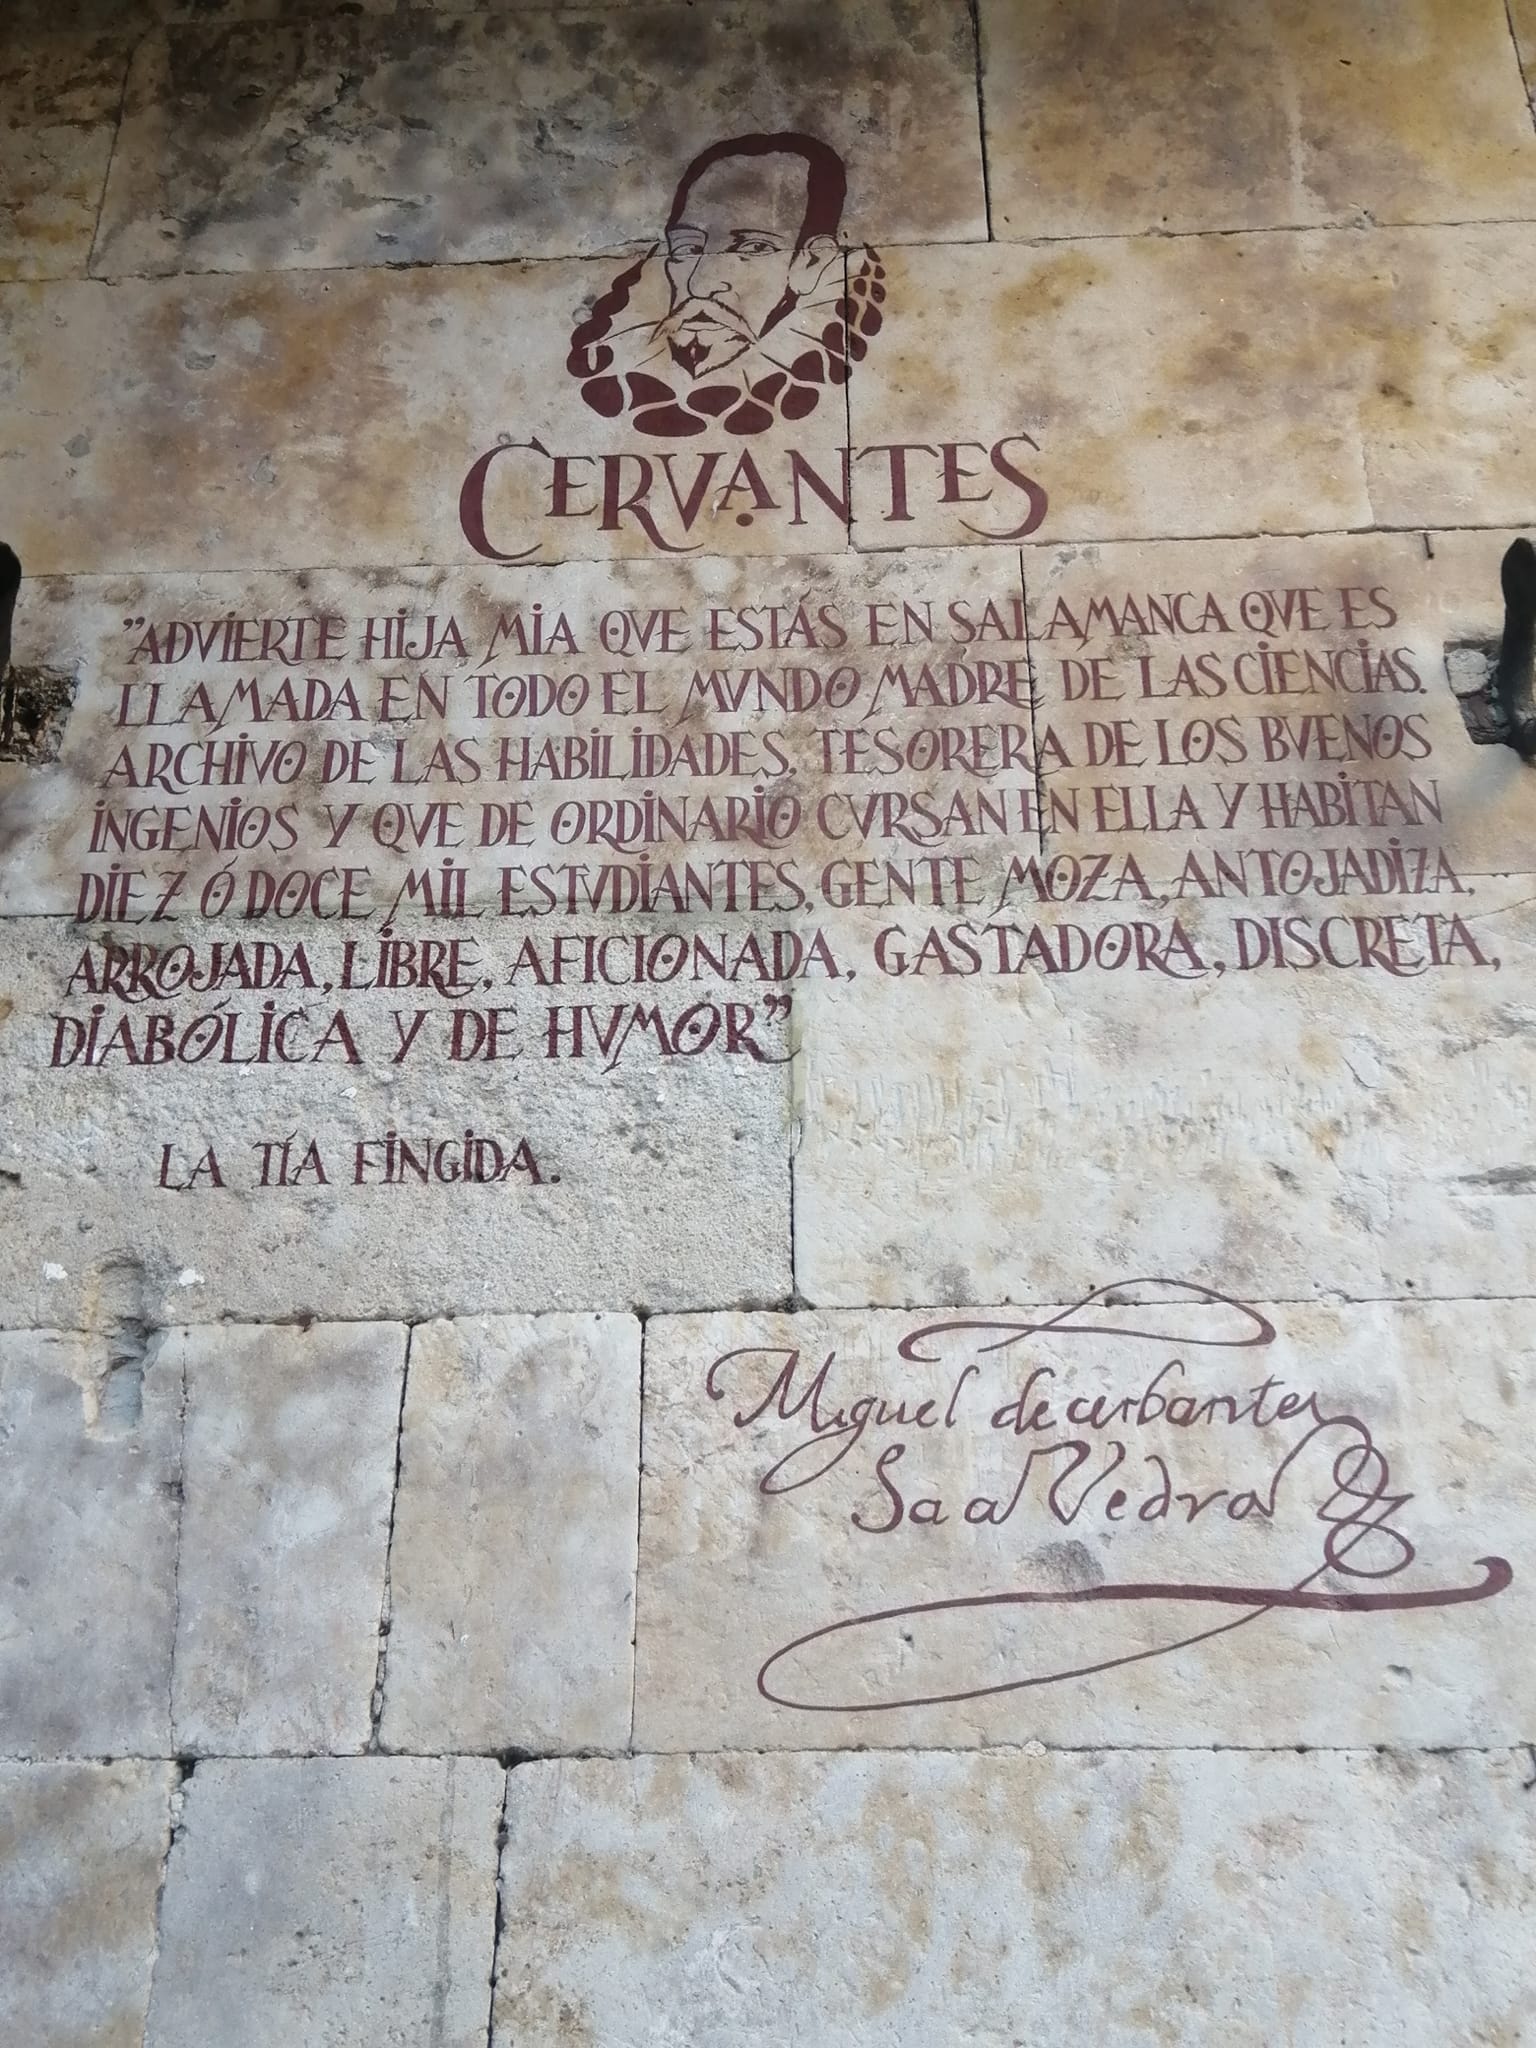 CERVANTES
"ADVIERTE HIJA MIA QVE ESTÁS EN SALAMANCA QVE ES
LLAMADA EN TODO EL MVNDO MADRE DE LAS CIENCIAS.
ARCHIVO DE LAS HABILIDADES, TESORERA DE LOS BVENOS
INGENIOS Y QVE DE ORDINARIO CVRSAN EN ELLA Y HABITAN
DIEZ Ó DOCE MIL ESTVDIANTES, GENTE MOZA, ANTOJADIZA,
ARROJADA, LIBRE, AFICIONADA, GASTADORA, DISCRETA,
DIABÓLICA Y DE HVMOR"
LA TÍA FINGIDA.
Miguel de cerbantes
Saavedra